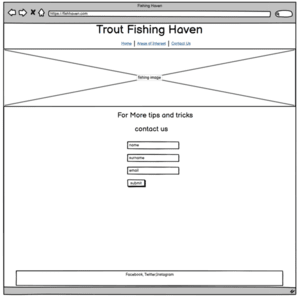 Fishing Haven
https://fishhaven.com
Trout Fishing Haven
Home | Areas of Interest | Contact Us
fishing image
For More tips and tricks
contact us
name
surname
email
submit
Facebook, Twitter,Instagram